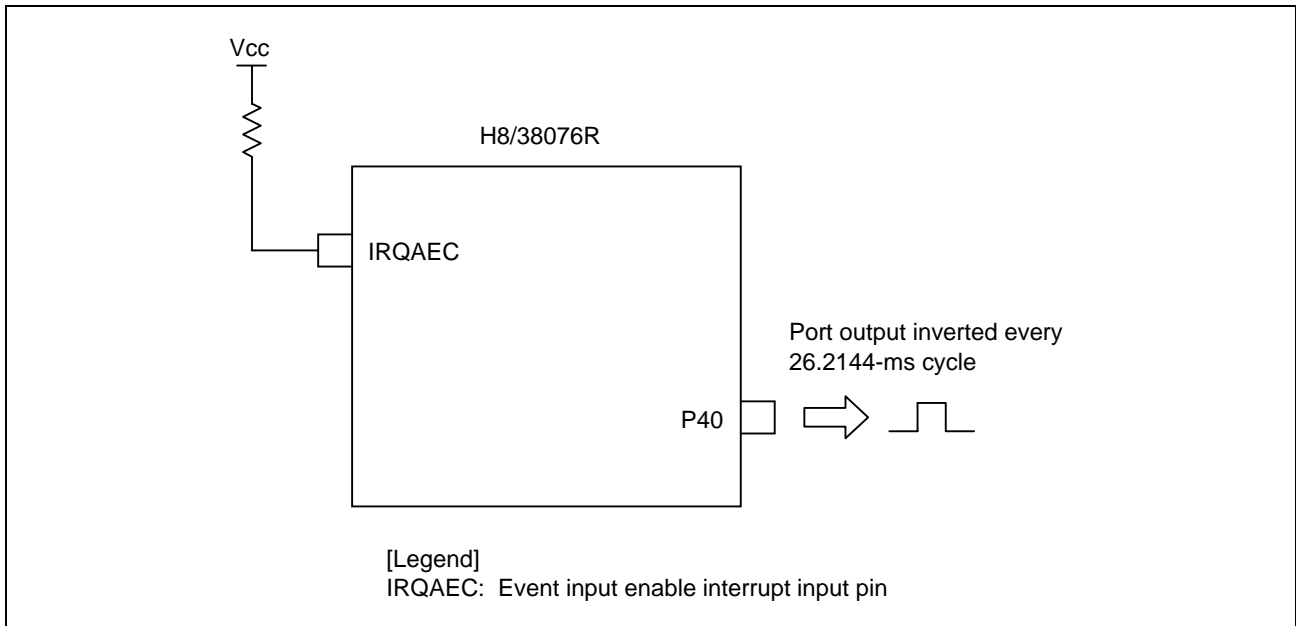 Vcc
H8/38076R
IRQAEC
Port output inverted every
26.2144-ms cycle
P40
[Legend]
IRQAEC: Event input enable interrupt input pin